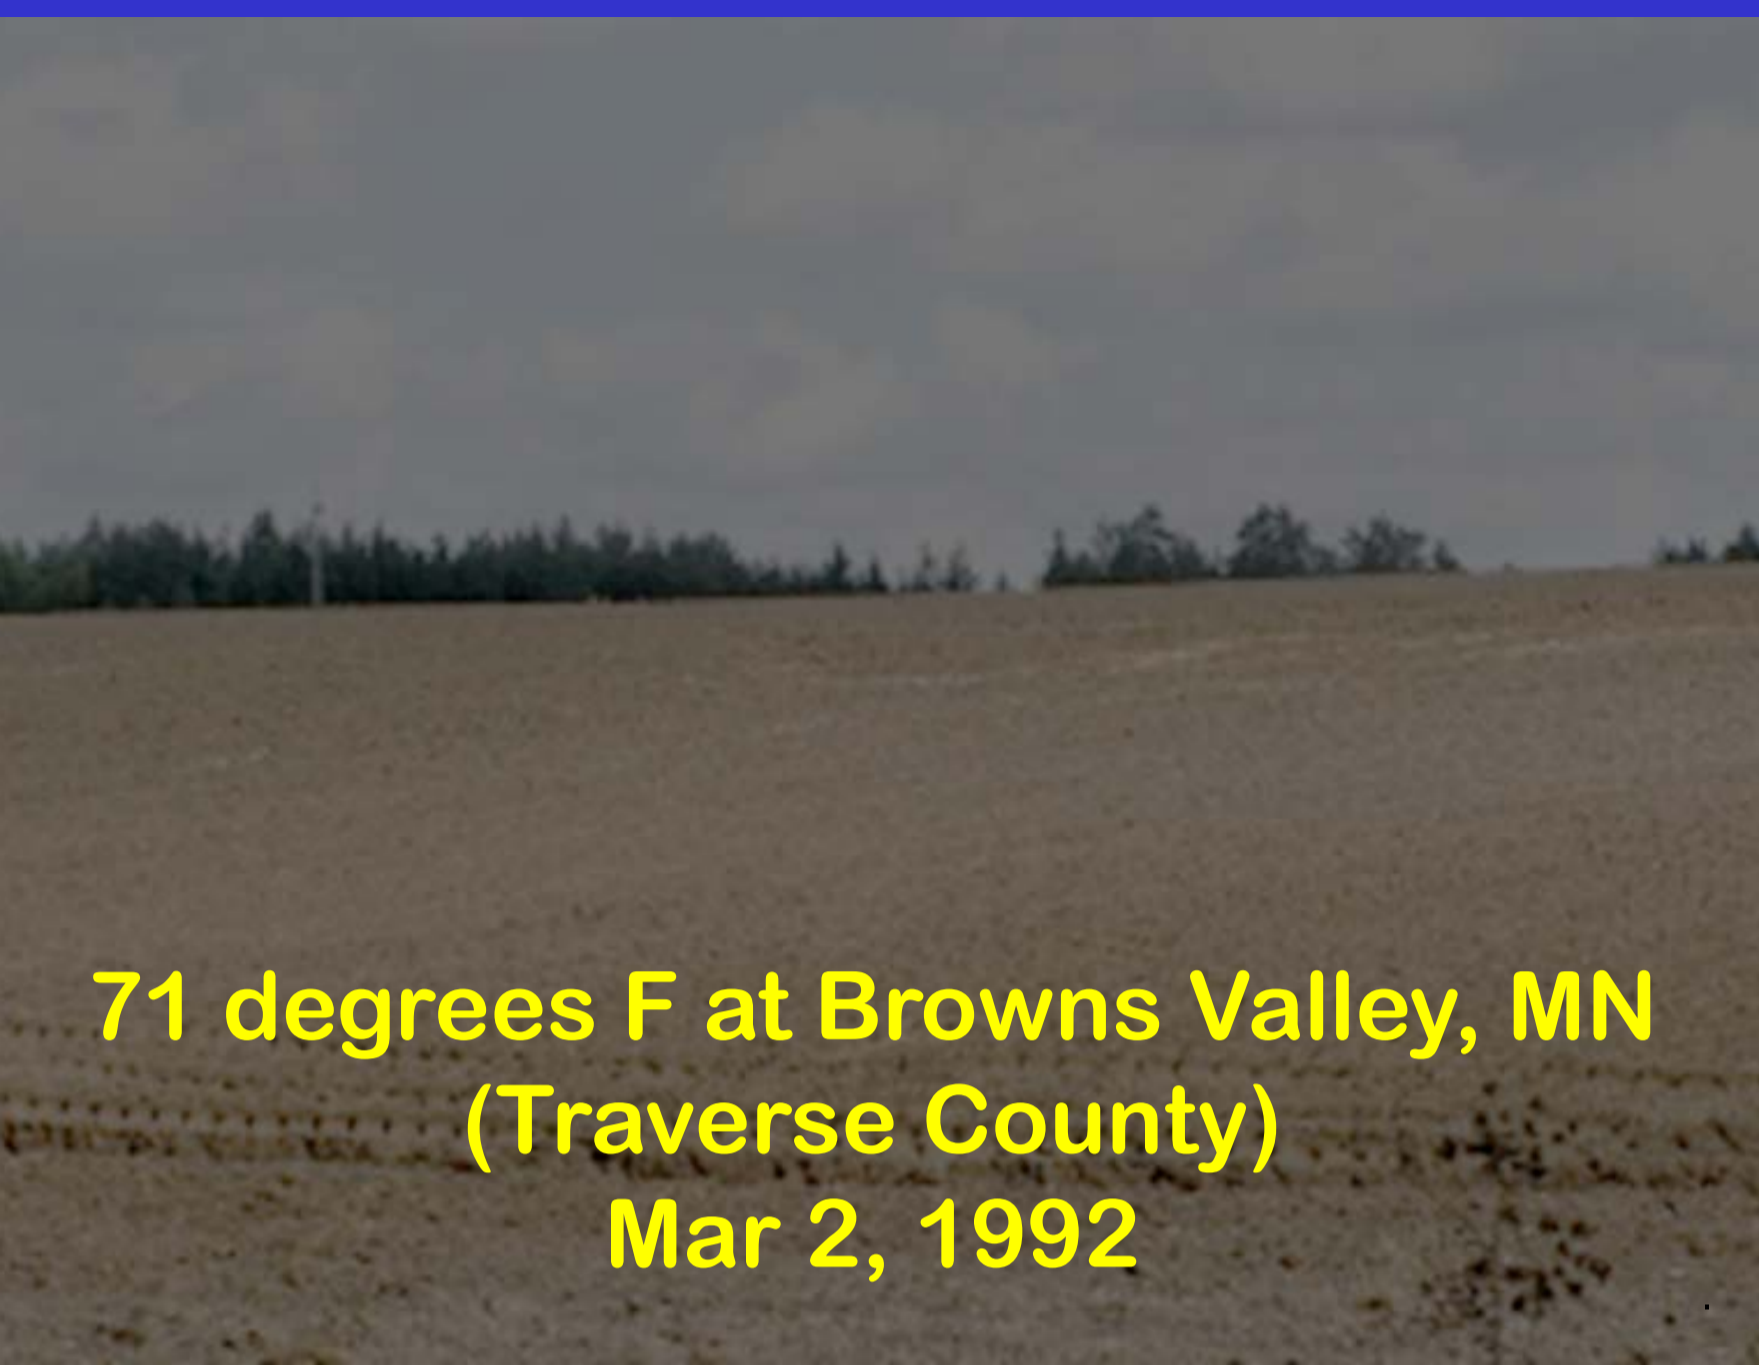 71 degrees F at Browns Valley, MN
(Traverse County)
Mar 2, 1992